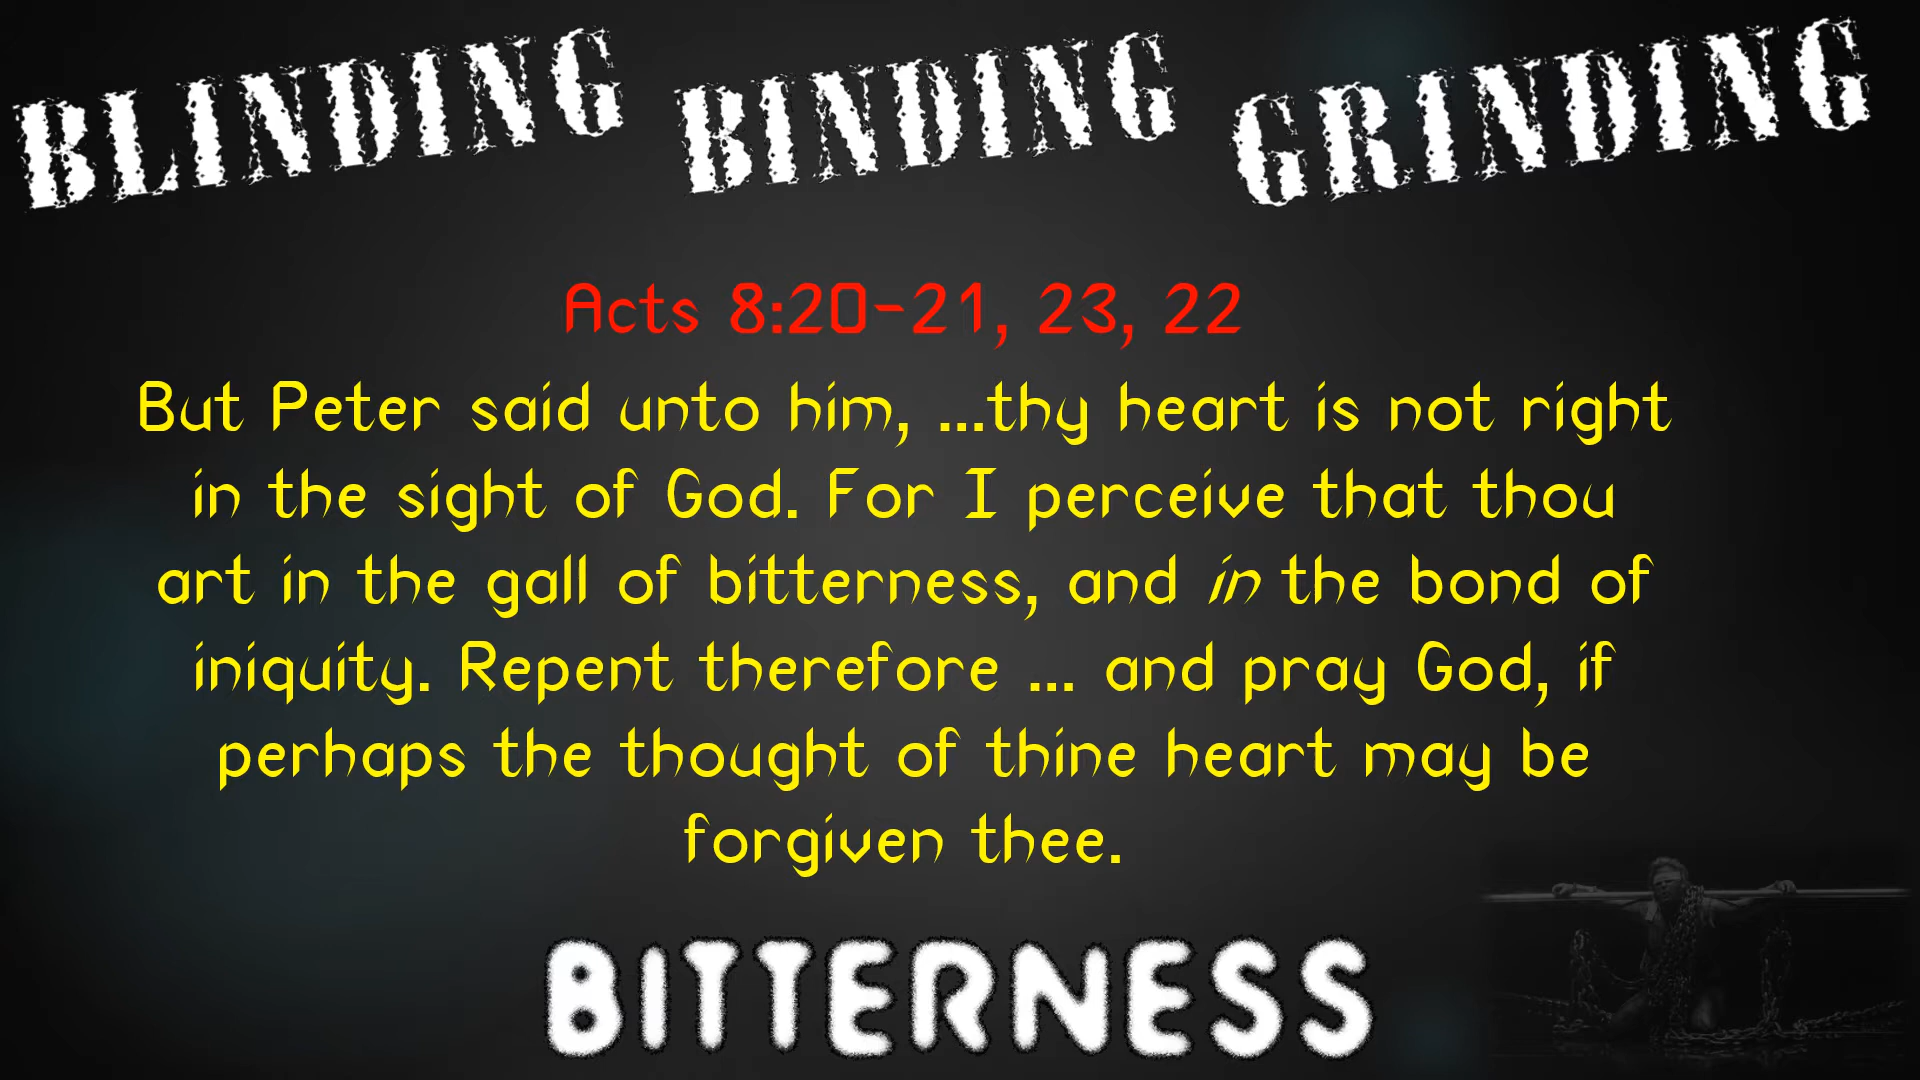 BLINDING BINDING GRINDING
Acts 8:20-21, 23, 22
But Peter said unto him, ...thy heart is not right
in the sight of God. For I perceive that thou
art in the gall of bitterness, and in the bond of
iniquity. Repent therefore ... and pray God, if
perhaps the thought of thine heart may be
forgiven thee.
BITTERNESS